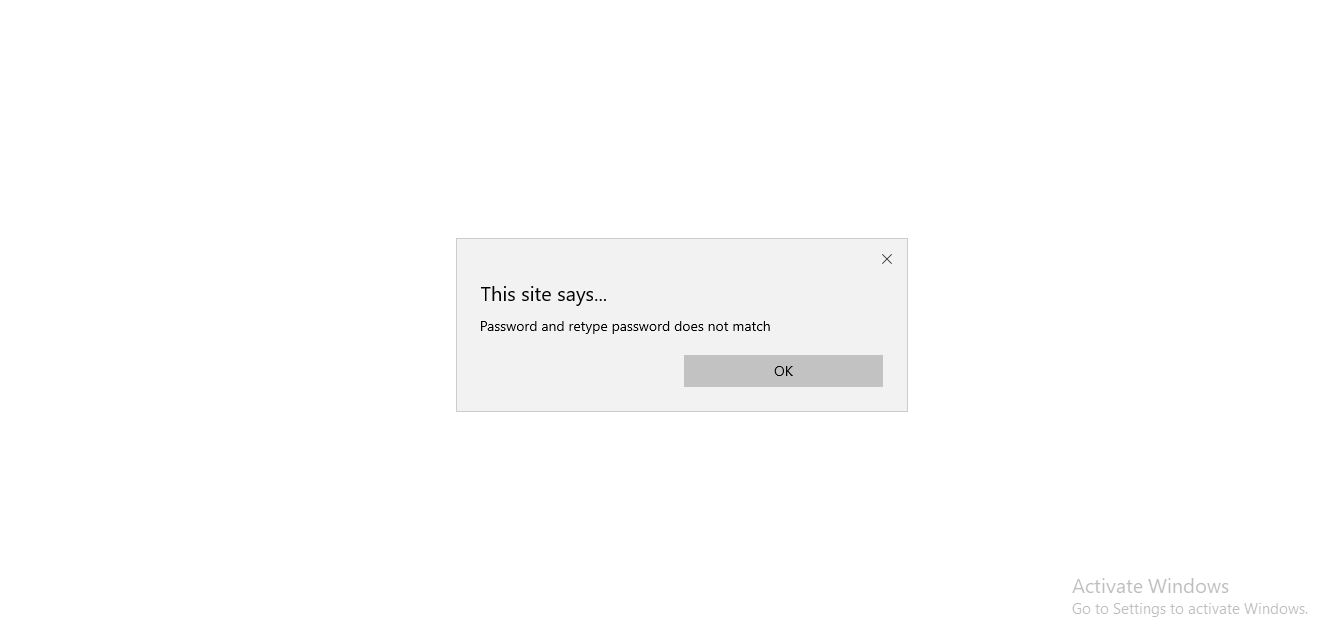 This site says...
Password and retype password does not match
OK
Activate Windows
Go to Settings to activate Windows.